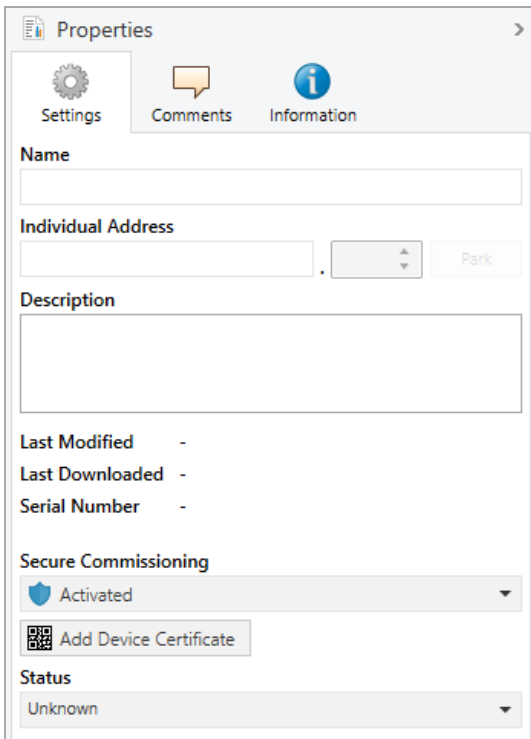 Properties
Settings Comments Information
Name
Individual Address
. Park
Description
Last Modified -
Last Downloaded -
Serial Number -
Secure Commissioning
Activated
Add Device Certificate
Status
Unknown